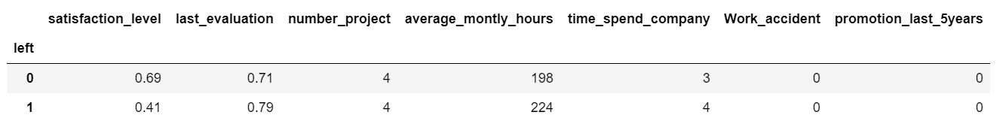 satisfaction_level last_evaluation number_project average_montly_hours time_spend_company Work_accident promotion_last_5years
left
0 0.69 0.71 4 198 3 0 0
1 0.41 0.79 4 224 4 0 0